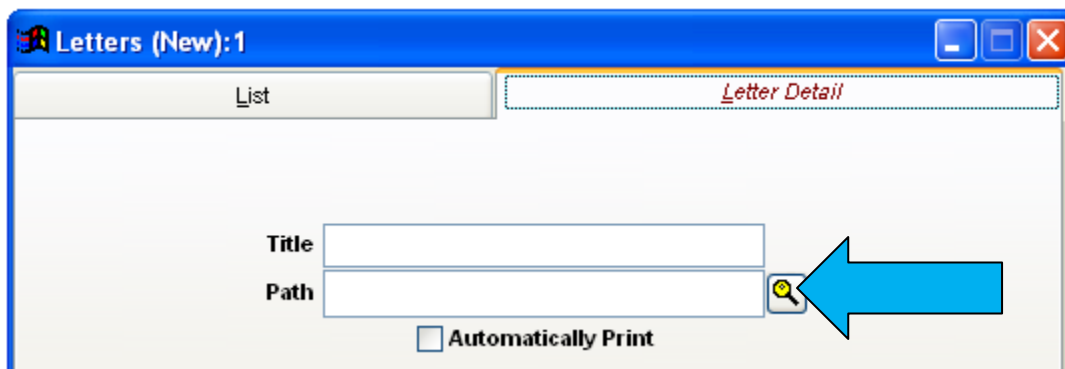 Letters (New):1
List
Letter Detail
Title
Path
Automatically Print